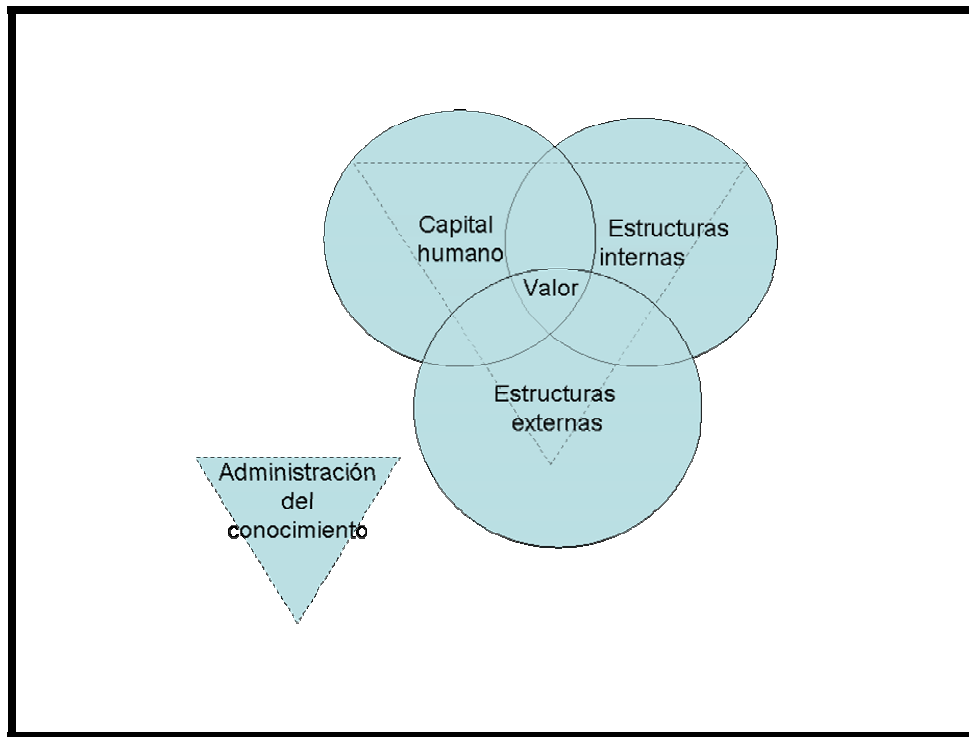 Capital
humano
Estructuras
internas
Valor
Estructuras
externas
Administración
del
conocimiento